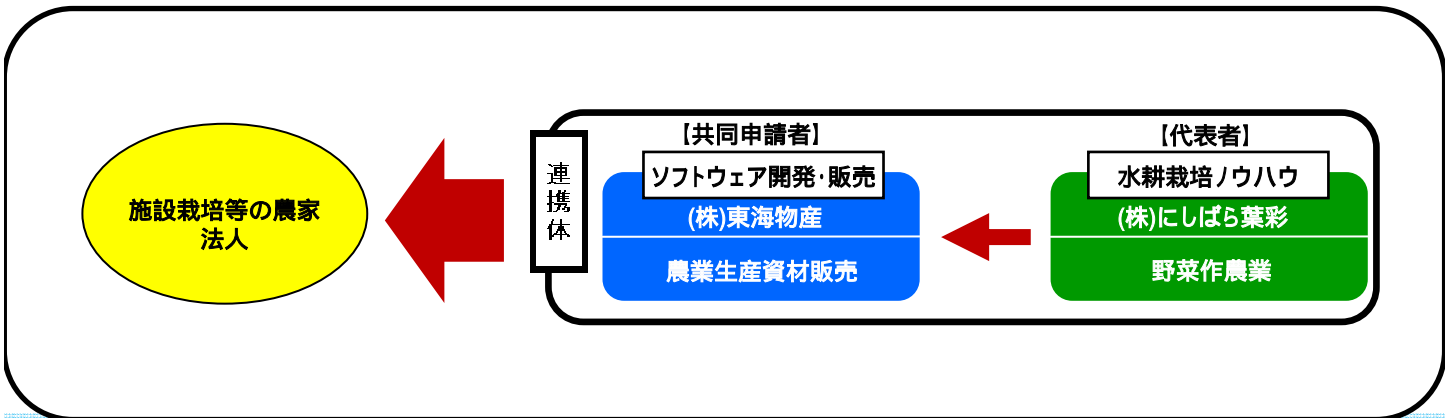 施設栽培等の農家
法人
連携体
【共同申請者】
ソフトウェア開発・販売
(株)東海物産
農業生産資材販売
【代表者】
水耕栽培ノウハウ
(株)にしばら葉彩
野菜作農業